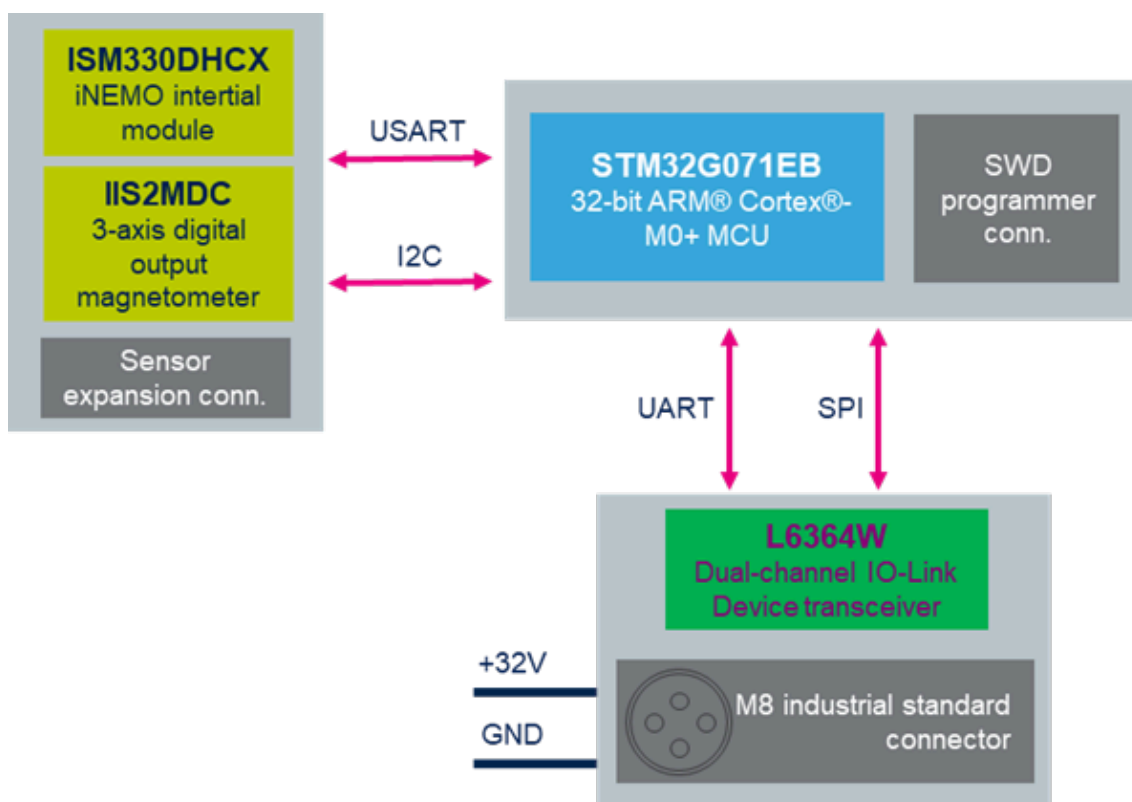 ISM330DHCX
iNEMO intertial
module
IIS2MDC
3-axis digital
output
magnetometer
Sensor
expansion conn.
USART
I2C
STM32G071EB
32-bit ARM® Cortex®-
M0+ MCU
SWD
programmer
conn.
UART
SPI
L6364W
Dual-channel IO-Link
Device transceiver
+32V
GND
M8 industrial standard
connector